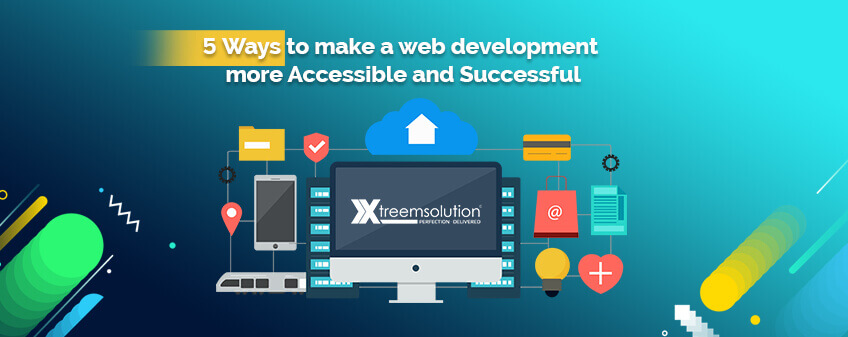 5 Ways to make a web development
more Accessible and Successful
Xtreemsolution®
PERFECTION DELIVERED
@